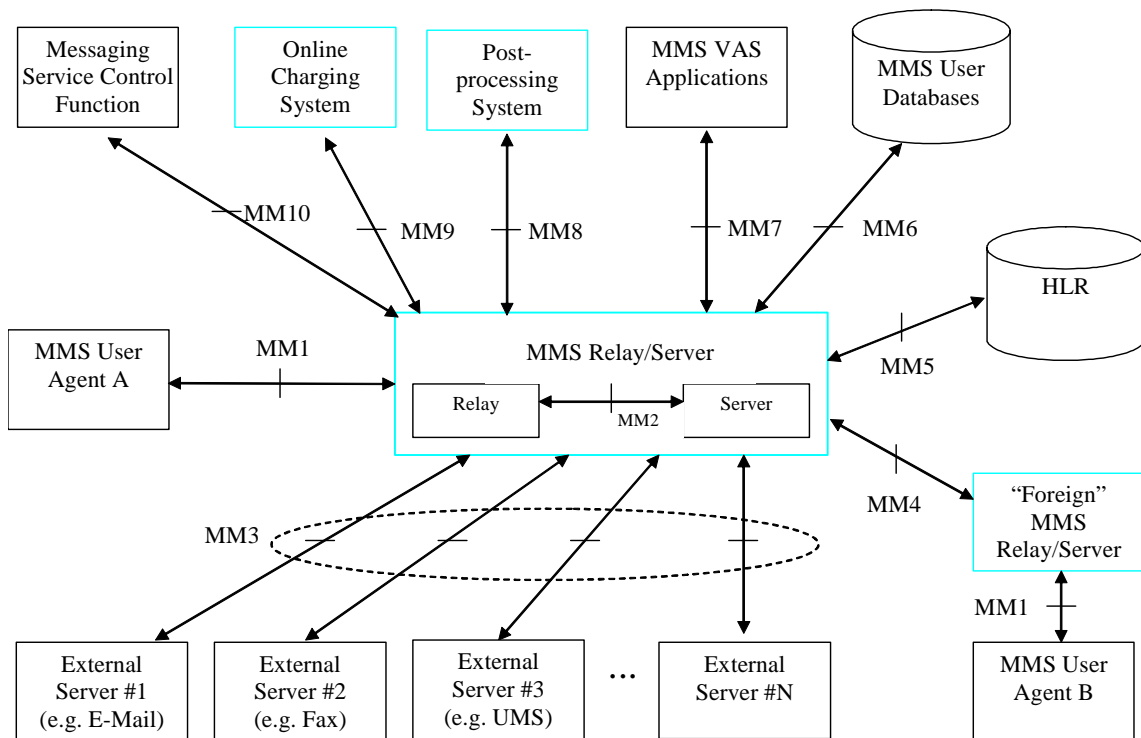 Messaging
Service Control
Function
Online
Charging
System
Post-
processing
System
MMS VAS
Applications
MMS User
Databases
MM10
MM9
MM8
MM7
MM6
HLR
MMS User
Agent A
MM1
MMS Relay/Server
Relay
MM2
Server
MM5
MM4
“Foreign”
MMS
Relay/Server
MM3
MM1
External
Server #1
(e.g. E-Mail)
External
Server #2
(e.g. Fax)
External
Server #3
(e.g. UMS)
...
External
Server #N
MMS User
Agent B